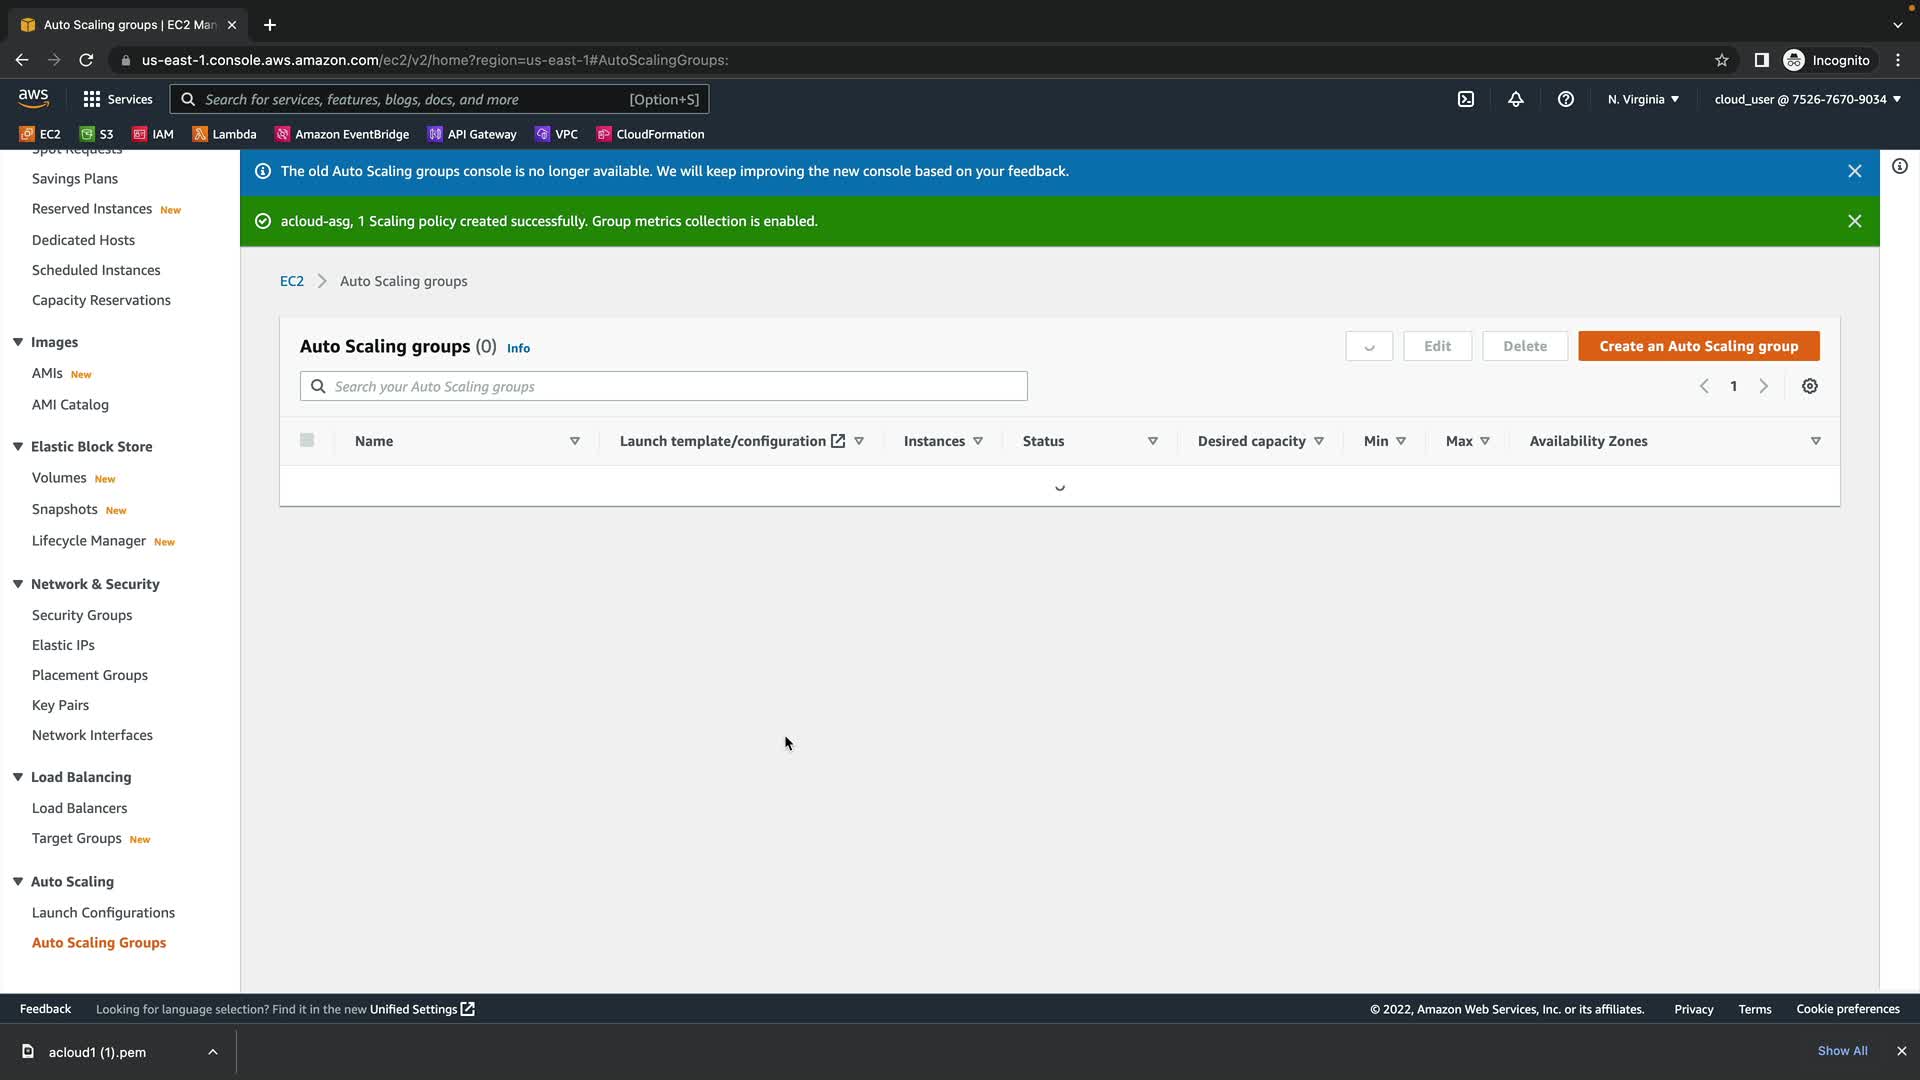 Auto Scaling groups | EC2 Man
us-east-1.console.aws.amazon.com/ec2/v2/home?region=us-east-1#AutoScalingGroups:
Incognito
aws
Services
Search for services, features, blogs, docs, and more
[Option+S]
N. Virginia
cloud_user @ 7526-7670-9034
EC2
S3
IAM
Lambda
Amazon EventBridge
API Gateway
VPC
CloudFormation
Spot Requests
Savings Plans
Reserved Instances New
Dedicated Hosts
Scheduled Instances
Capacity Reservations
Images
AMIs New
AMI Catalog
Elastic Block Store
Volumes New
Snapshots New
Lifecycle Manager New
Network & Security
Security Groups
Elastic IPs
Placement Groups
Key Pairs
Network Interfaces
Load Balancing
Load Balancers
Target Groups New
Auto Scaling
Launch Configurations
Auto Scaling Groups
The old Auto Scaling groups console is no longer available. We will keep improving the new console based on your feedback.
acloud-asg, 1 Scaling policy created successfully. Group metrics collection is enabled.
EC2 Auto Scaling groups
Auto Scaling groups (0) Info
Edit
Delete
Create an Auto Scaling group
Search your Auto Scaling groups
1
Name
Launch template/configuration
Instances
Status
Desired capacity
Min
Max
Availability Zones
Feedback
Looking for language selection? Find it in the new Unified Settings
© 2022, Amazon Web Services, Inc. or its affiliates.
Privacy
Terms
Cookie preferences
acloud1 (1).pem
Show All